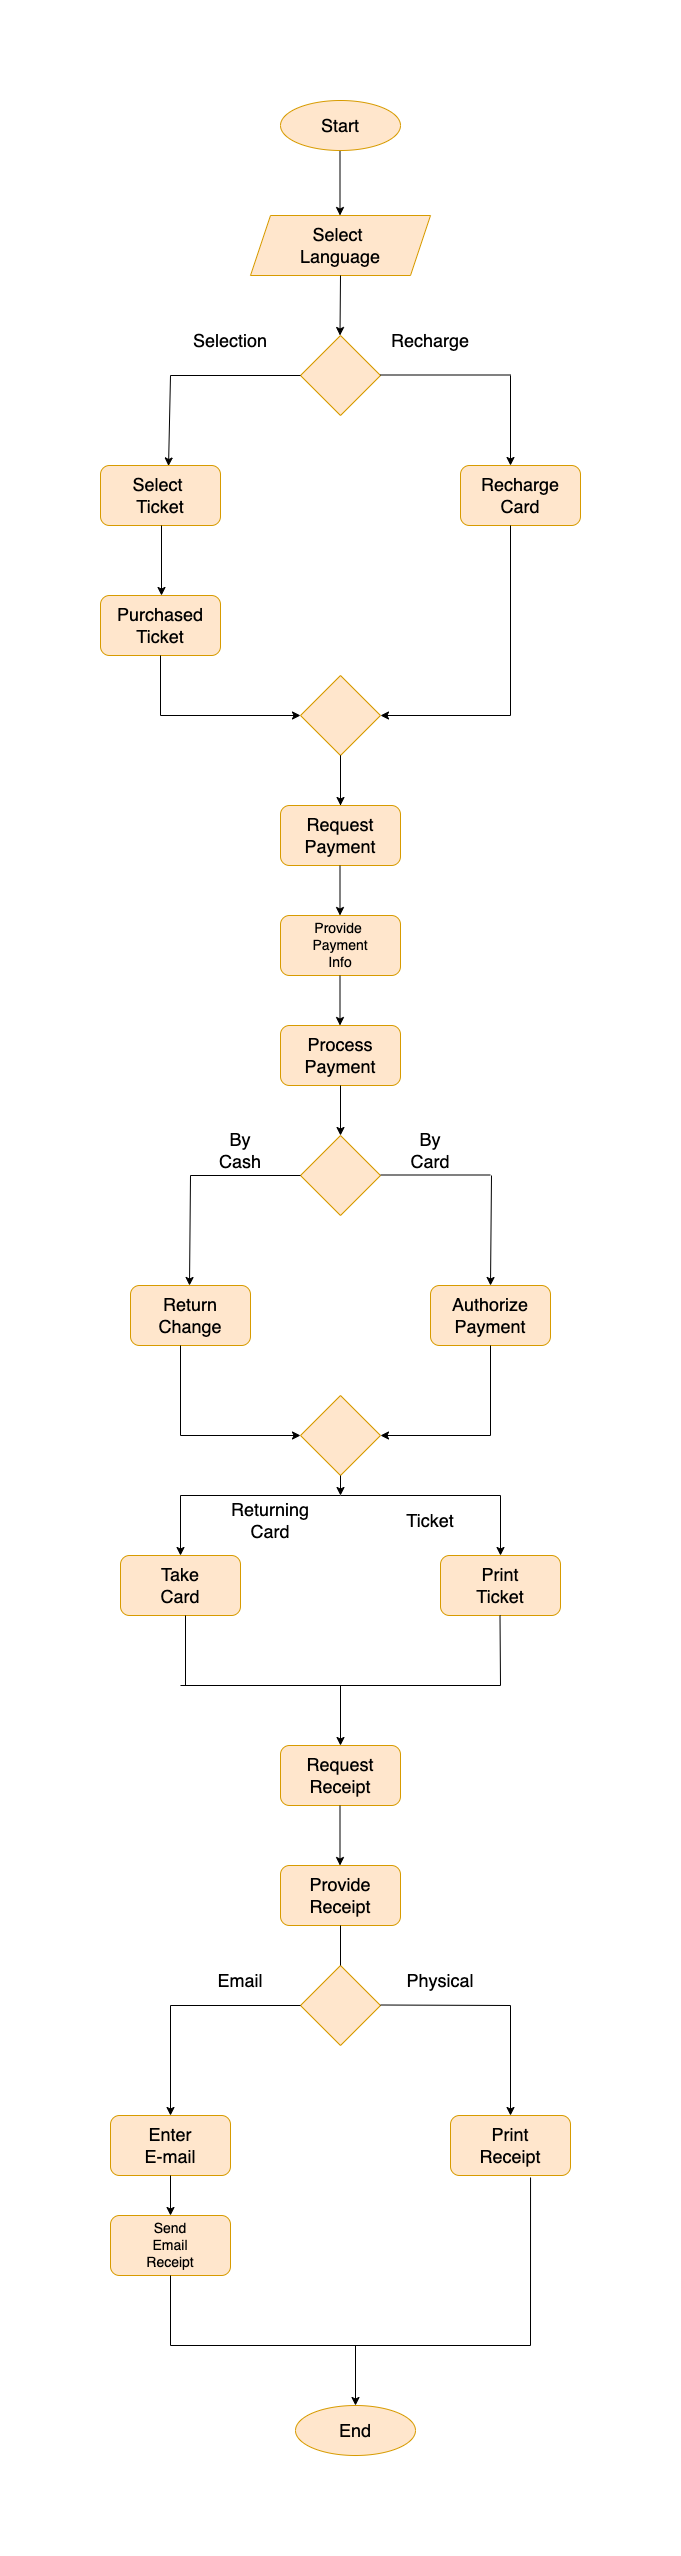 Start
Select
Language
Selection
Recharge
Select
Ticket
Recharge
Card
Purchased
Ticket
Request
Payment
Provide
Payment
Info
Process
Payment
By
Cash
By
Card
Return
Change
Authorize
Payment
Returning
Card
Ticket
Take
Card
Print
Ticket
Request
Receipt
Provide
Receipt
Email
Physical
Enter
E-mail
Print
Receipt
Send
Email
Receipt
End